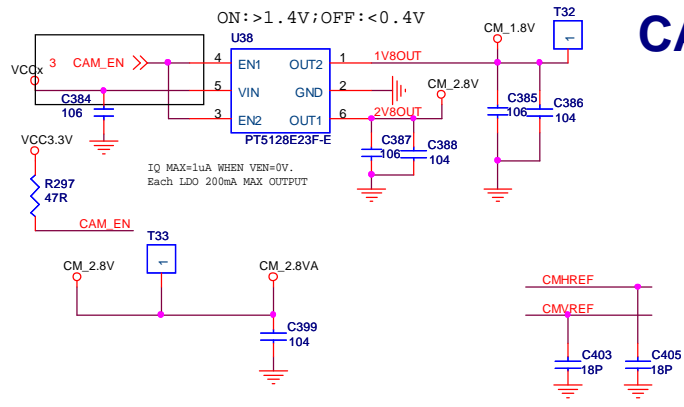 ON:>1.4V;OFF:<0.4V
T32
1
CA
U38
CM_1.8V
3 CAM_EN
4 EN1 OUT2 1 1V8OUT
VCCx
5 VIN GND 2
CM_2.8V
C384
106
3 EN2 OUT1 6 2V8OUT
C385
106
C386
104
PT5128E23F-E
VCC3.3V
C387
106
C388
104
IQ MAX=1uA WHEN VEN=0V.
Each LDO 200mA MAX OUTPUT
R297
47R
CAM_EN
T33
1
CM_2.8V
CM_2.8VA
CMHREF
CMVREF
C399
104
C403
18P
C405
18P